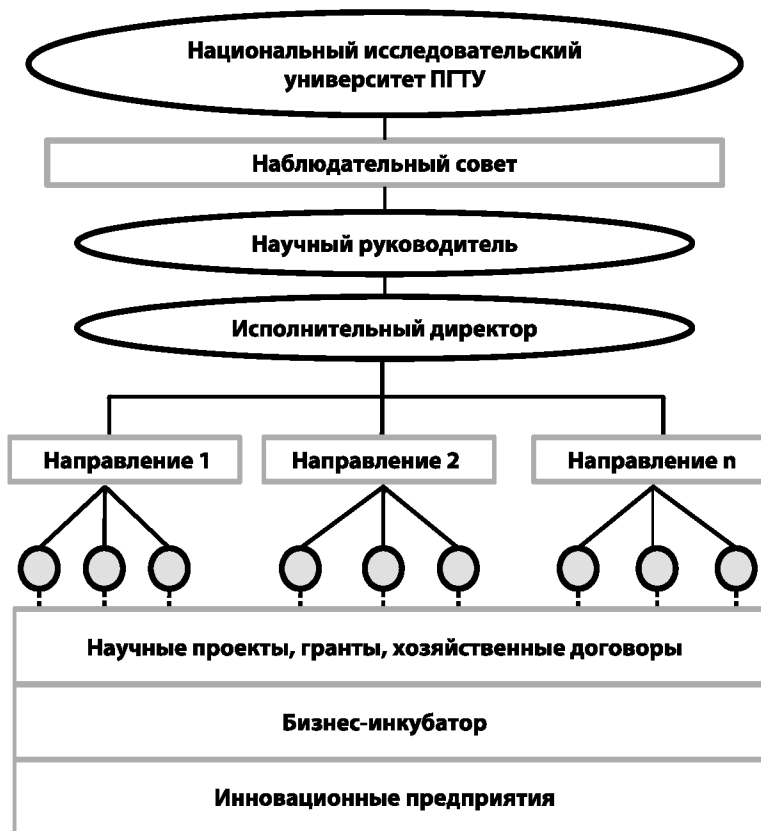 Национальный исследовательский
университет ПГТУ
Наблюдательный совет
Научный руководитель
Исполнительный директор
Направление 1
Направление 2
Направление n
Научные проекты, гранты, хозяйственные договоры
Бизнес-инкубатор
Инновационные предприятия